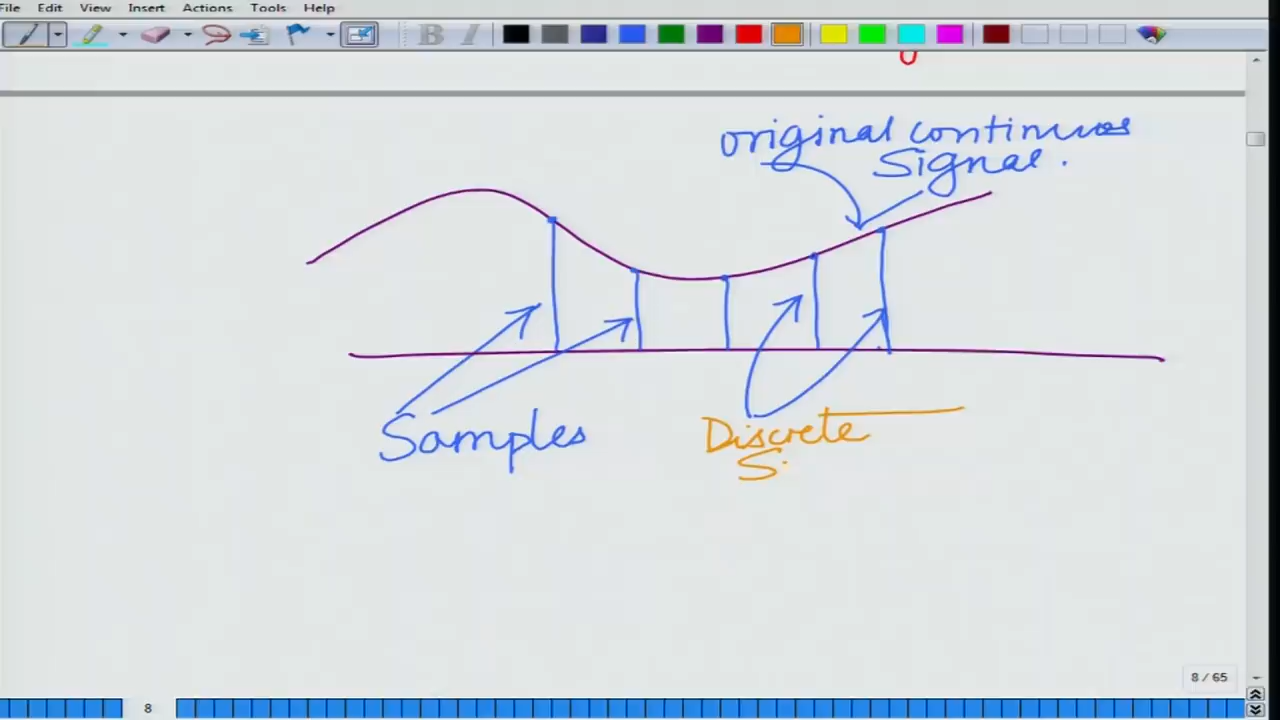 File Edit View Insert Actions Tools Help
B I
original continuous
Signal.
Samples
Discrete
S
8 / 65
8